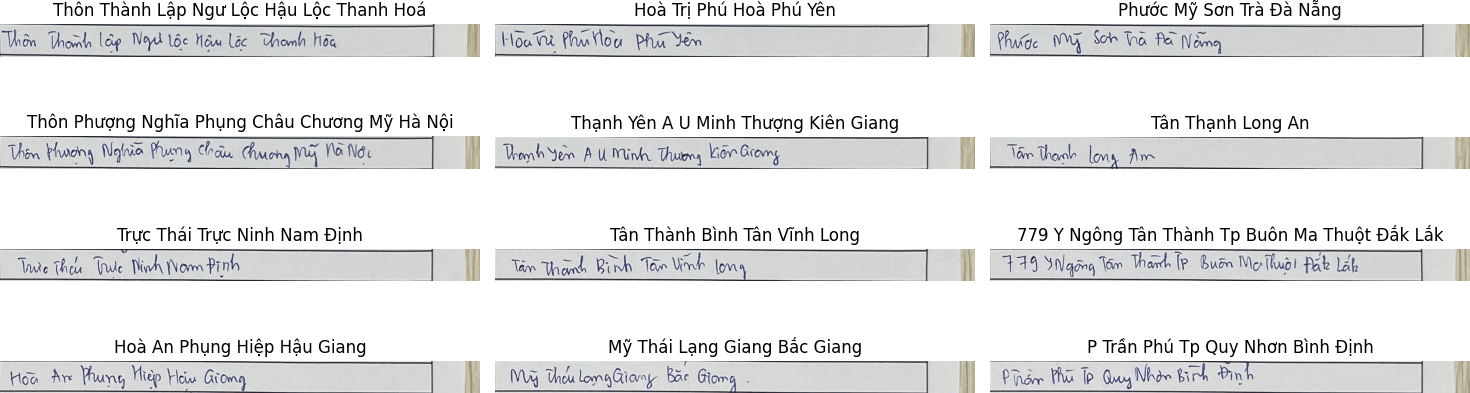 Thôn Thành Lập Ngư Lộc Hậu Lộc Thanh Hoá
Thôn Thành lập Ngư Lộc Hậu Lộc Thanh Hóa
Hoà Trị Phú Hoà Phú Yên
Hòa Trị Phú Hòa Phú Yên
Phước Mỹ Sơn Trà Đà Nẵng
Phước Mỹ Sơn Trà Đà Nẵng
Thôn Phượng Nghĩa Phụng Châu Chương Mỹ Hà Nội
Thôn Phượng Nghĩa Phụng Châu Chương Mỹ Hà Nội
Thạnh Yên A U Minh Thượng Kiên Giang
Thạnh Yên A U Minh Thượng Kiên Giang
Tân Thạnh Long An
Tân Thạnh Long An
Trực Thái Trực Ninh Nam Định
Trực Thái Trực Ninh Nam Định
Tân Thành Bình Tân Vĩnh Long
Tân Thành Bình Tân Vĩnh long
779 Y Ngông Tân Thành Tp Buôn Ma Thuột Đắk Lắk
779 Y Ngông Tân Thành Tp Buôn Ma Thuột Đắk Lắk
Hoà An Phụng Hiệp Hậu Giang
Hòa An Phụng Hiệp Hậu Giang
Mỹ Thái Lạng Giang Bắc Giang
Mỹ Thái Lạng Giang Bắc Giang.
P Trần Phú Tp Quy Nhơn Bình Định
P Trần Phú Tp Quy Nhơn Bình Định